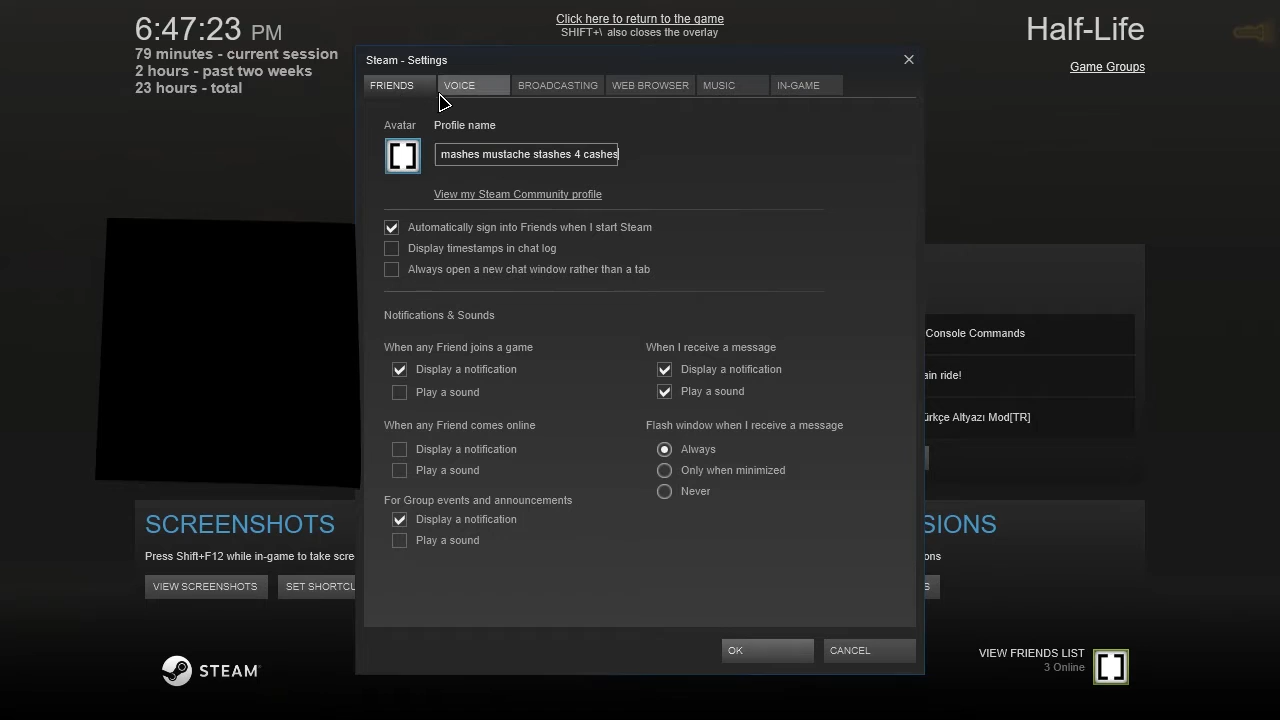 6:47:23 PM
79 minutes - current session
2 hours - past two weeks
23 hours - total
Click here to return to the game
SHIFT+\ also closes the overlay
Half-Life
Game Groups
Steam - Settings
FRIENDS VOICE BROADCASTING WEB BROWSER MUSIC IN-GAME
Avatar Profile name
mashes mustache stashes 4 cashes
View my Steam Community profile
Automatically sign into Friends when I start Steam
Display timestamps in chat log
Always open a new chat window rather than a tab
Notifications & Sounds
When any Friend joins a game
Display a notification
Play a sound
When I receive a message
Display a notification
Play a sound
When any Friend comes online
Display a notification
Play a sound
Flash window when I receive a message
Always
Only when minimized
Never
For Group events and announcements
Display a notification
Play a sound
OK CANCEL
Console Commands
ain ride!
ürkçe Altyazı Mod[TR]
SCREENSHOTS
Press Shift+F12 while in-game to take scre
VIEW SCREENSHOTS SET SHORTCU
SIONS
ons
S
STEAM
VIEW FRIENDS LIST
3 Online